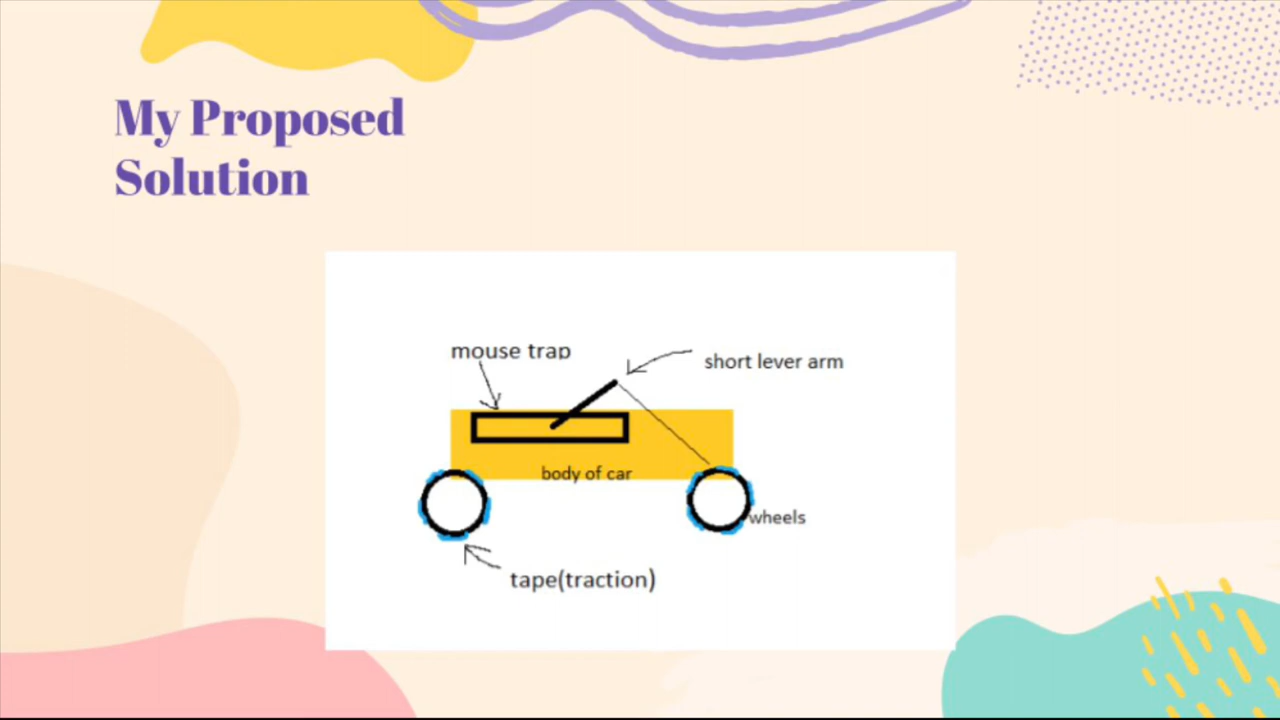 My Proposed
Solution
mouse trap
short lever arm
body of car
wheels
tape(traction)